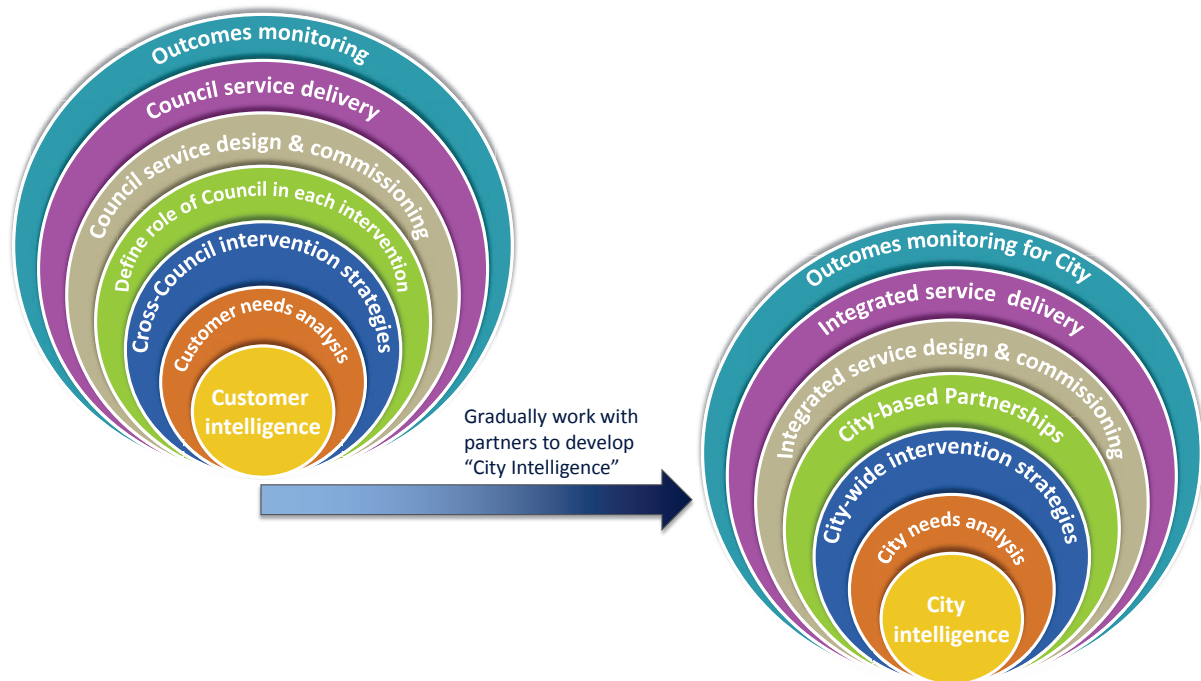 Outcomes monitoring
Council service delivery
Council service design & commissioning
Define role of Council in each intervention
Cross-Council intervention strategies
Customer needs analysis
Customer
intelligence
Gradually work with
partners to develop
“City Intelligence”
Outcomes monitoring for City
Integrated service delivery
Integrated service design & commissioning
City-based Partnerships
City-wide intervention strategies
City needs analysis
City
intelligence